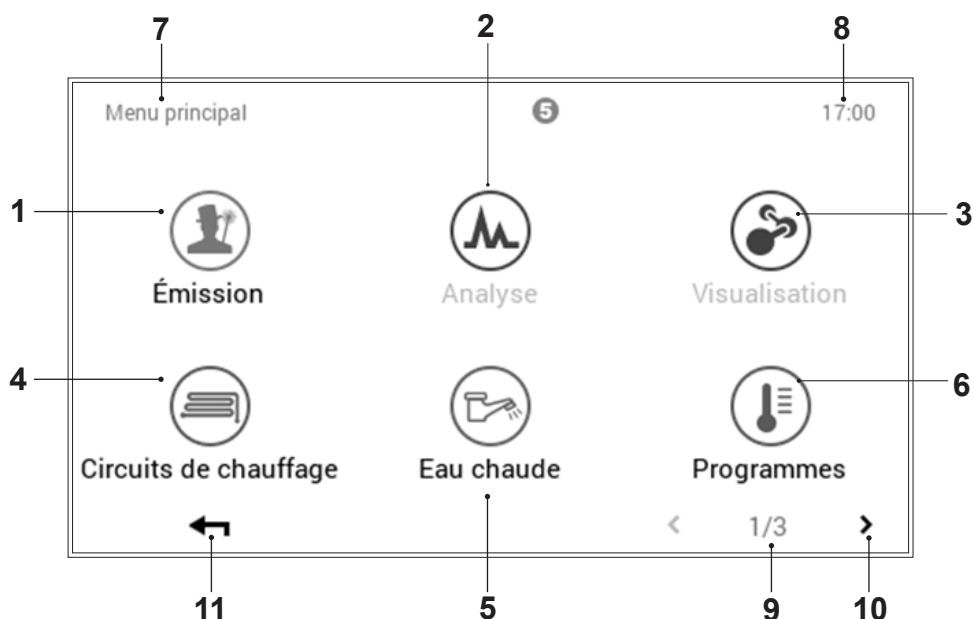 7 2 8
Menu principal 5 17:00
1 3
Émission Analyse Visualisation
4 6
Circuits de chauffage Eau chaude Programmes
< 1/3 >
11 5 9 10